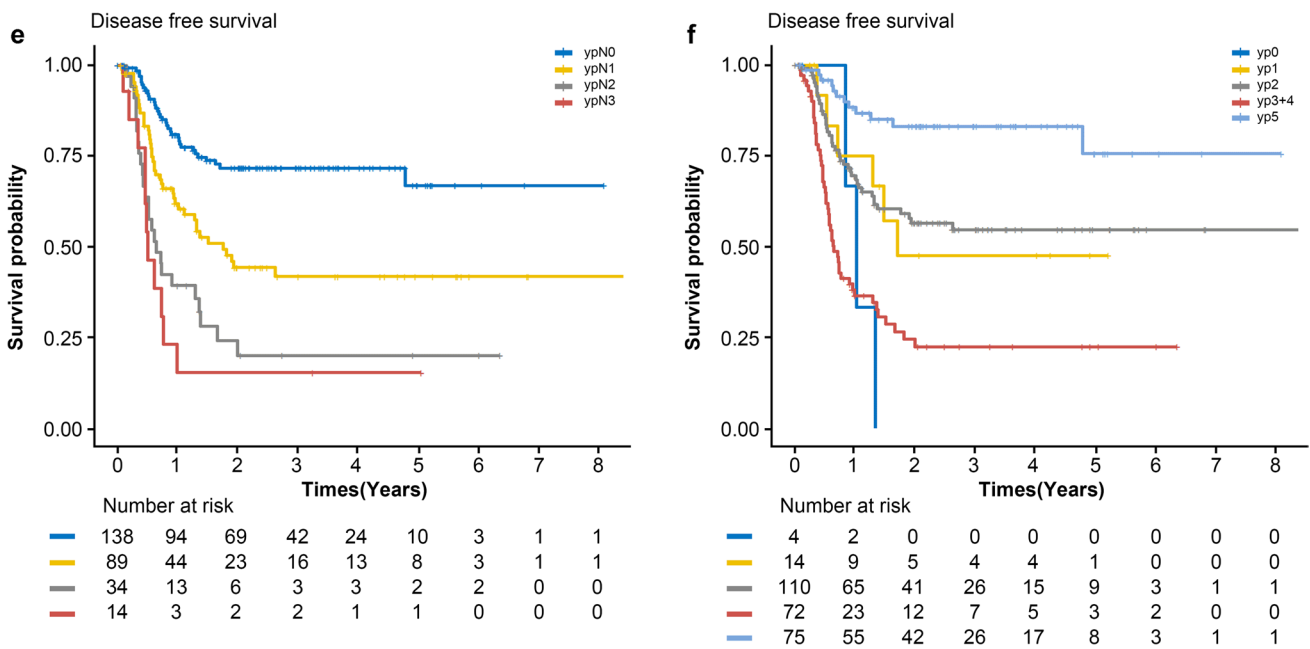 e
Disease free survival
ypN0
ypN1
ypN2
ypN3
1.00
0.75
0.50
0.25
0.00
Survival probability
0 1 2 3 4 5 6 7 8
Times(Years)
Number at risk
138 94 69 42 24 10 3 1 1
89 44 23 16 13 8 3 1 1
34 13 6 3 3 2 2 0 0
14 3 2 2 1 1 0 0 0
f
Disease free survival
yp0
yp1
yp2
yp3+4
yp5
1.00
0.75
0.50
0.25
0.00
Survival probability
0 1 2 3 4 5 6 7 8
Times(Years)
Number at risk
4 2 0 0 0 0 0 0 0
14 9 5 4 4 1 0 0 0
110 65 41 26 15 9 3 1 1
72 23 12 7 5 3 2 0 0
75 55 42 26 17 8 3 1 1